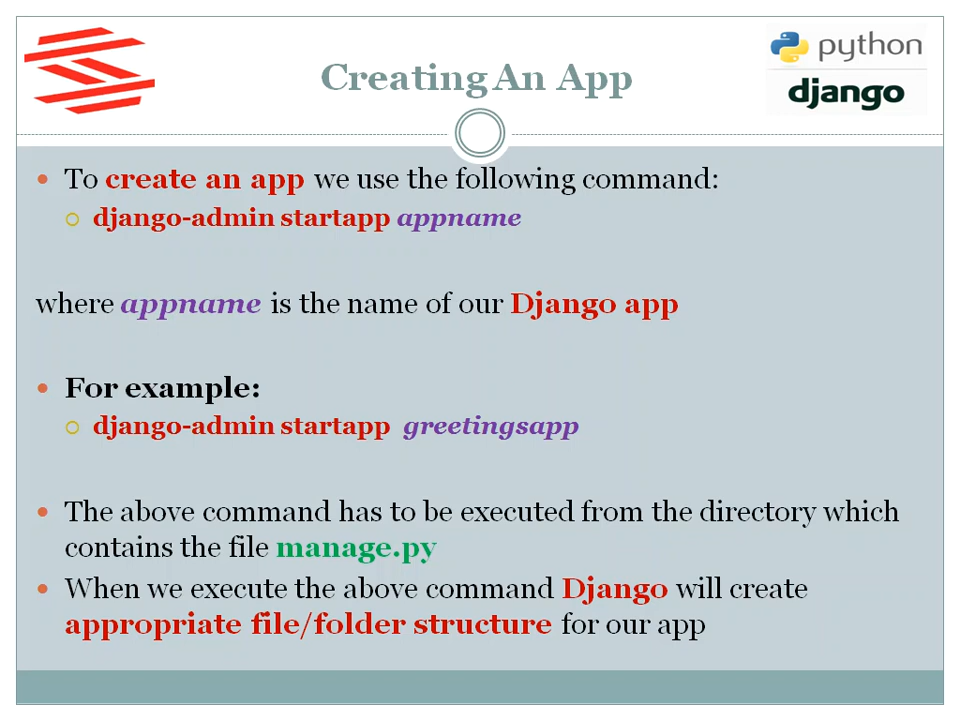 Creating An App
python
django
To create an app we use the following command:
django-admin startapp appname
where appname is the name of our Django app
For example:
django-admin startapp greetingsapp
The above command has to be executed from the directory which
contains the file manage.py
When we execute the above command Django will create
appropriate file/folder structure for our app